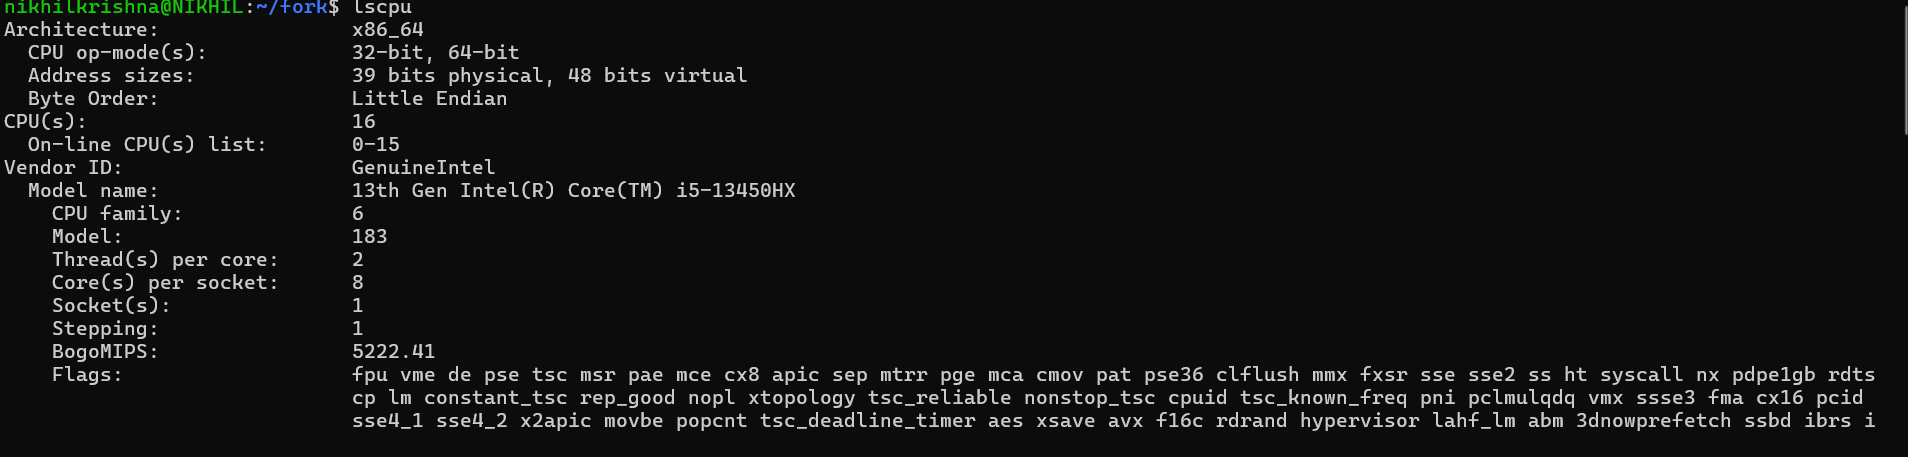 nikhilkrishna@NIKHIL:~/fork$ lscpu
Architecture: x86_64
CPU op-mode(s): 32-bit, 64-bit
Address sizes: 39 bits physical, 48 bits virtual
Byte Order: Little Endian
CPU(s): 16
On-line CPU(s) list: 0-15
Vendor ID: GenuineIntel
Model name: 13th Gen Intel(R) Core(TM) i5-13450HX
CPU family: 6
Model: 183
Thread(s) per core: 2
Core(s) per socket: 8
Socket(s): 1
Stepping: 1
BogoMIPS: 5222.41
Flags: fpu vme de pse tsc msr pae mce cx8 apic sep mtrr pge mca cmov pat pse36 clflush mmx fxsr sse sse2 ss ht syscall nx pdpe1gb rdts
cp lm constant_tsc rep_good nopl xtopology tsc_reliable nonstop_tsc cpuid tsc_known_freq pni pclmulqdq vmx ssse3 fma cx16 pcid
sse4_1 sse4_2 x2apic movbe popcnt tsc_deadline_timer aes xsave avx f16c rdrand hypervisor lahf_lm abm 3dnowprefetch ssbd ibrs i